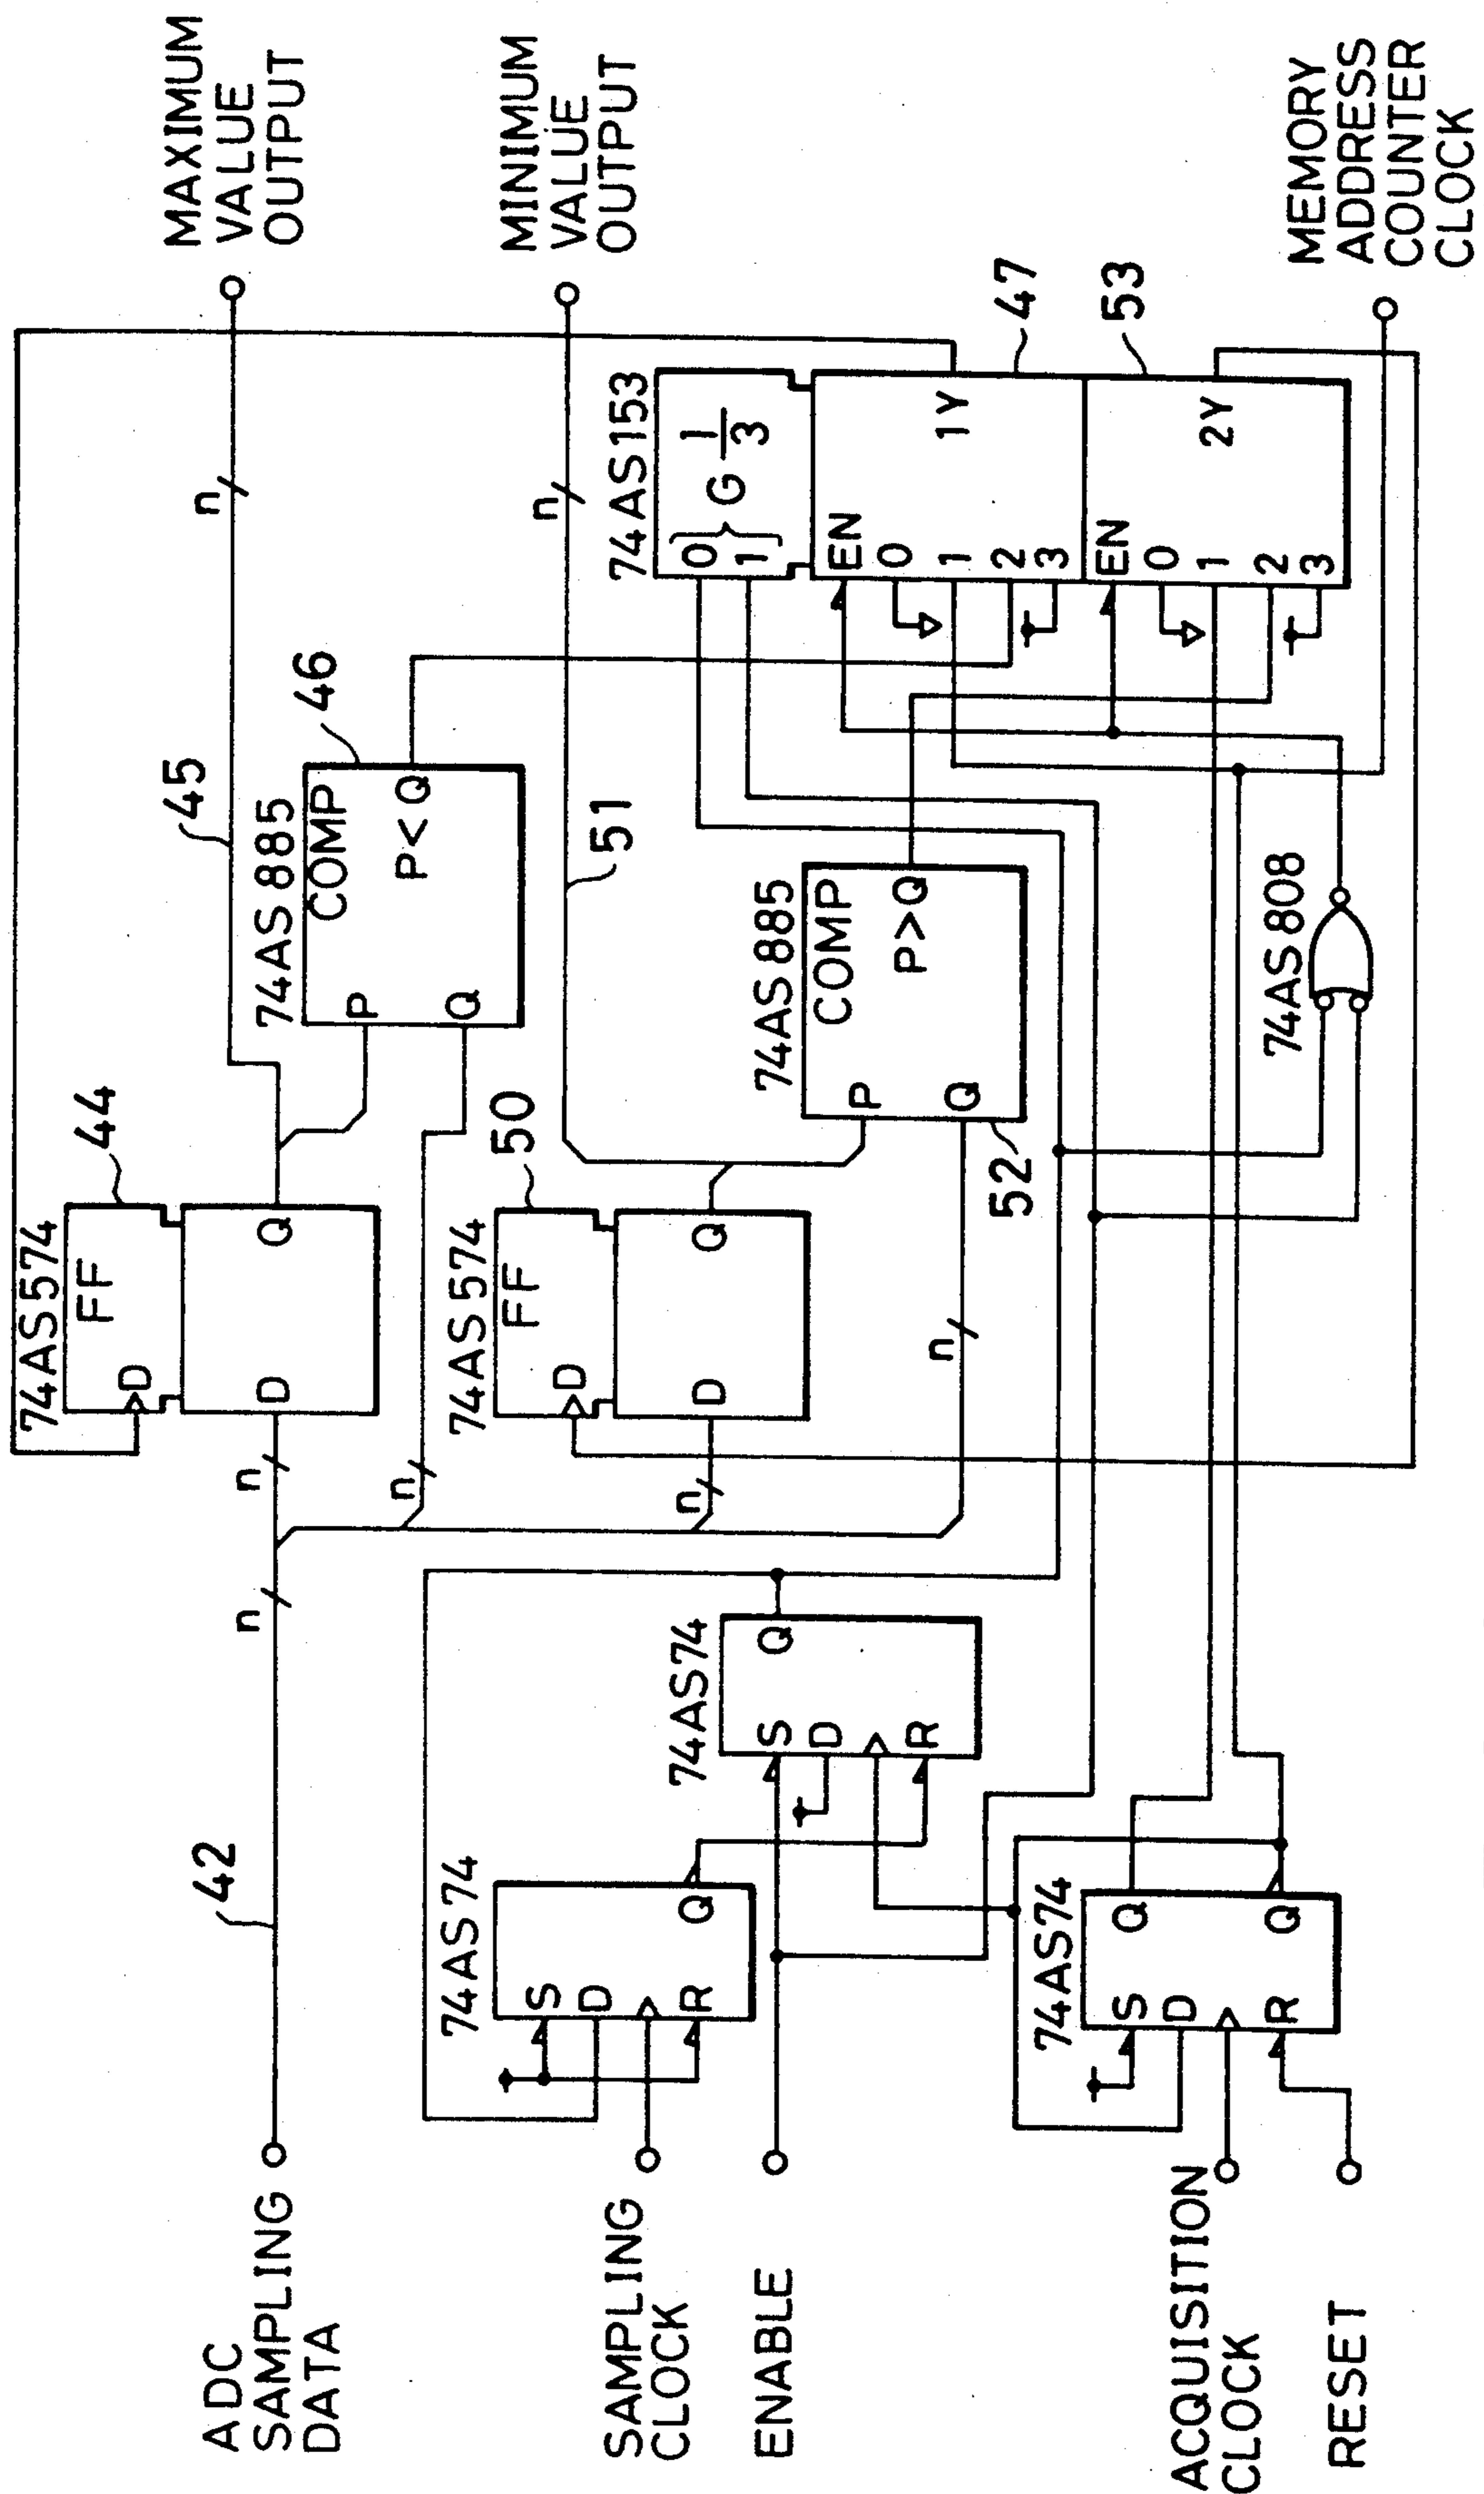 ADC
SAMPLING
DATA
42
n
n
74AS574
FF
D
D
Q
44
45
n
MAXIMUM
VALUE
OUTPUT
n
74AS885
COMP
P
Q
P<Q
46
n
74AS574
FF
D
D
Q
50
51
n
MINIMUM
VALUE
OUTPUT
n
74AS885
COMP
P
Q
P>Q
52
SAMPLING
CLOCK
74AS74
S
D
R
Q
ENABLE
74AS74
S
D
R
Q
ACQUISITION
CLOCK
RESET
74AS74
S
D
R
Q
Q
74AS808
74AS153
0
1
G 1/3
EN
0
1
2
3
1Y
47
EN
0
1
2
3
2Y
53
MEMORY
ADDRESS
COUNTER
CLOCK